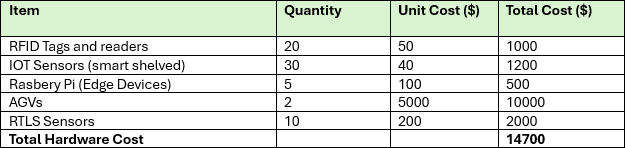 Item Quantity Unit Cost ($) Total Cost ($)
RFID Tags and readers 20 50 1000
IOT Sensors (smart shelved) 30 40 1200
Rasbery Pi (Edge Devices) 5 100 500
AGVs 2 5000 10000
RTLS Sensors 10 200 2000
Total Hardware Cost 14700